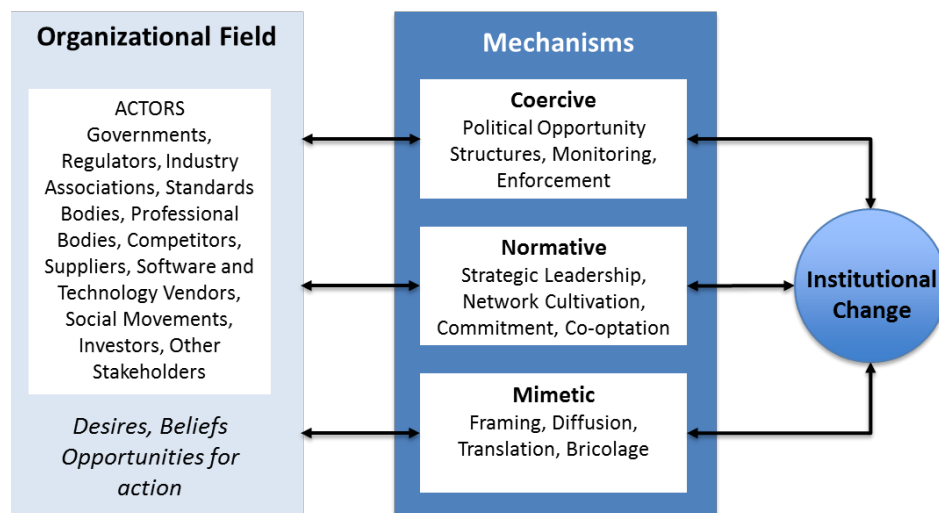 Organizational Field
ACTORS
Governments,
Regulators, Industry
Associations, Standards
Bodies, Professional
Bodies, Competitors,
Suppliers, Software and
Technology Vendors,
Social Movements,
Investors, Other
Stakeholders
Desires, Beliefs
Opportunities for
action
Mechanisms
Coercive
Political Opportunity
Structures, Monitoring,
Enforcement
Normative
Strategic Leadership,
Network Cultivation,
Commitment, Co-optation
Mimetic
Framing, Diffusion,
Translation, Bricolage
Institutional
Change